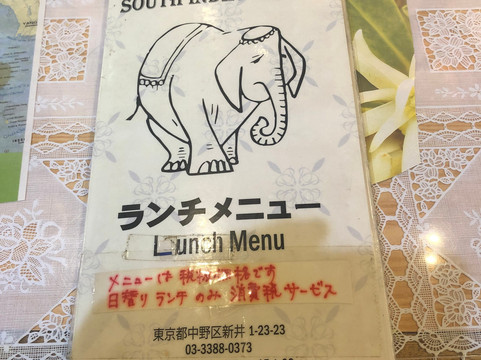 SOUTH INDI
ランチメニュー
Lunch Menu
メニューは 税抜価格です
日替り ランチ のみ 消費税 サービス
東京都中野区新井 1-23-23
03-3388-0373